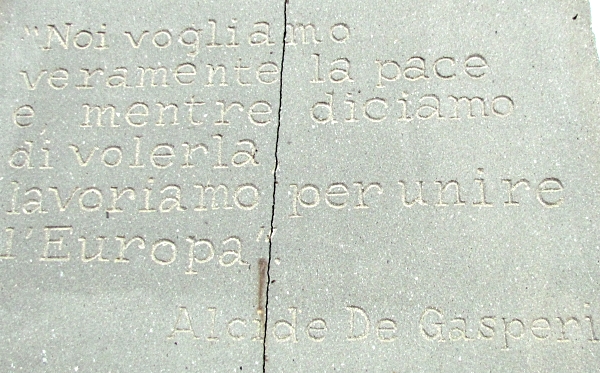 "Noi vogliamo
veramente la pace
e mentre diciamo
di volerla
lavoriamo per unire
l'Europa"
Alcide De Gasperi